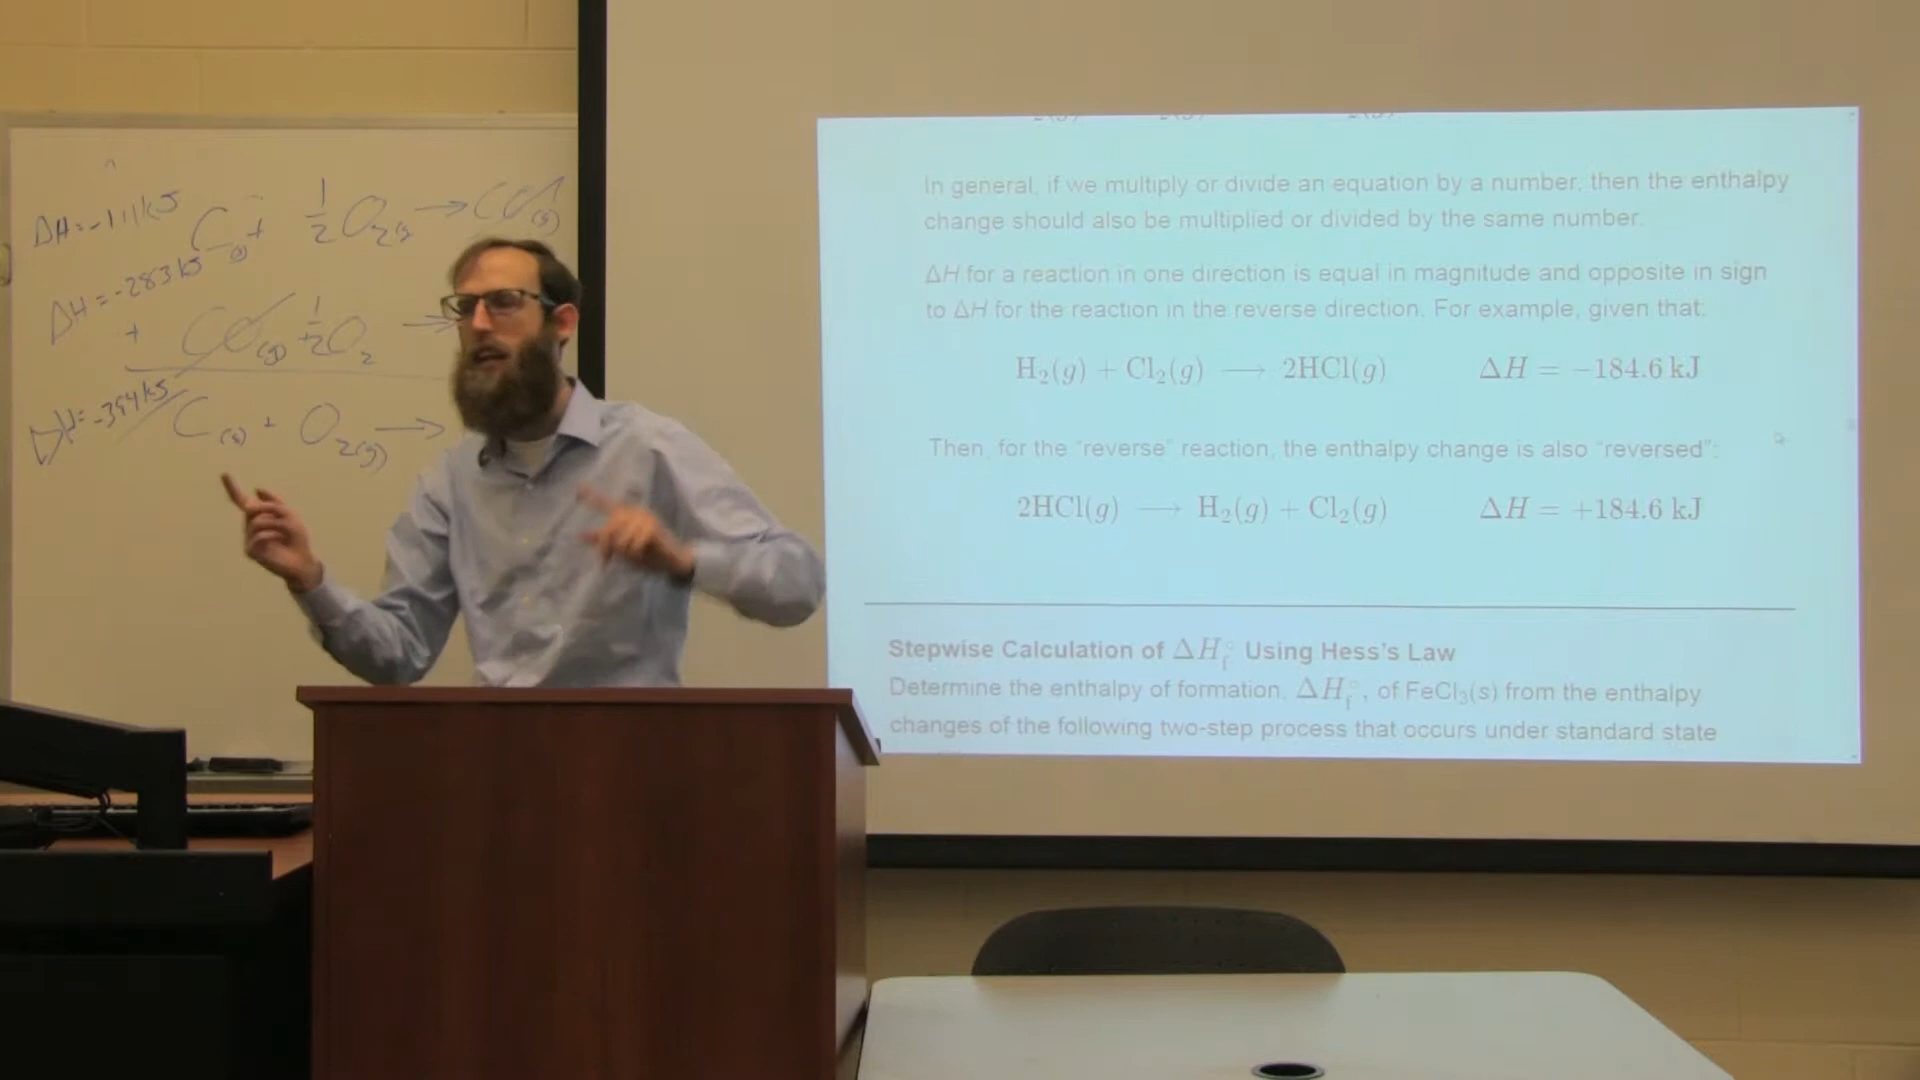 ΔH = -111 kJ C(s) + 1/2 O2(g) → CO(g)
ΔH = -283 kJ
+ CO(g) + 1/2 O2 →
ΔH = -394 kJ C(s) + O2(g) →
In general, if we multiply or divide an equation by a number, then the enthalpy
change should also be multiplied or divided by the same number.
ΔH for a reaction in one direction is equal in magnitude and opposite in sign
to ΔH for the reaction in the reverse direction. For example, given that:
H₂(g) + Cl₂(g) ⟶ 2HCl(g) ΔH = −184.6 kJ
Then, for the “reverse” reaction, the enthalpy change is also “reversed”:
2HCl(g) ⟶ H₂(g) + Cl₂(g) ΔH = +184.6 kJ
Stepwise Calculation of ΔH°f Using Hess’s Law
Determine the enthalpy of formation, ΔH°f, of FeCl₃(s) from the enthalpy
changes of the following two-step process that occurs under standard state